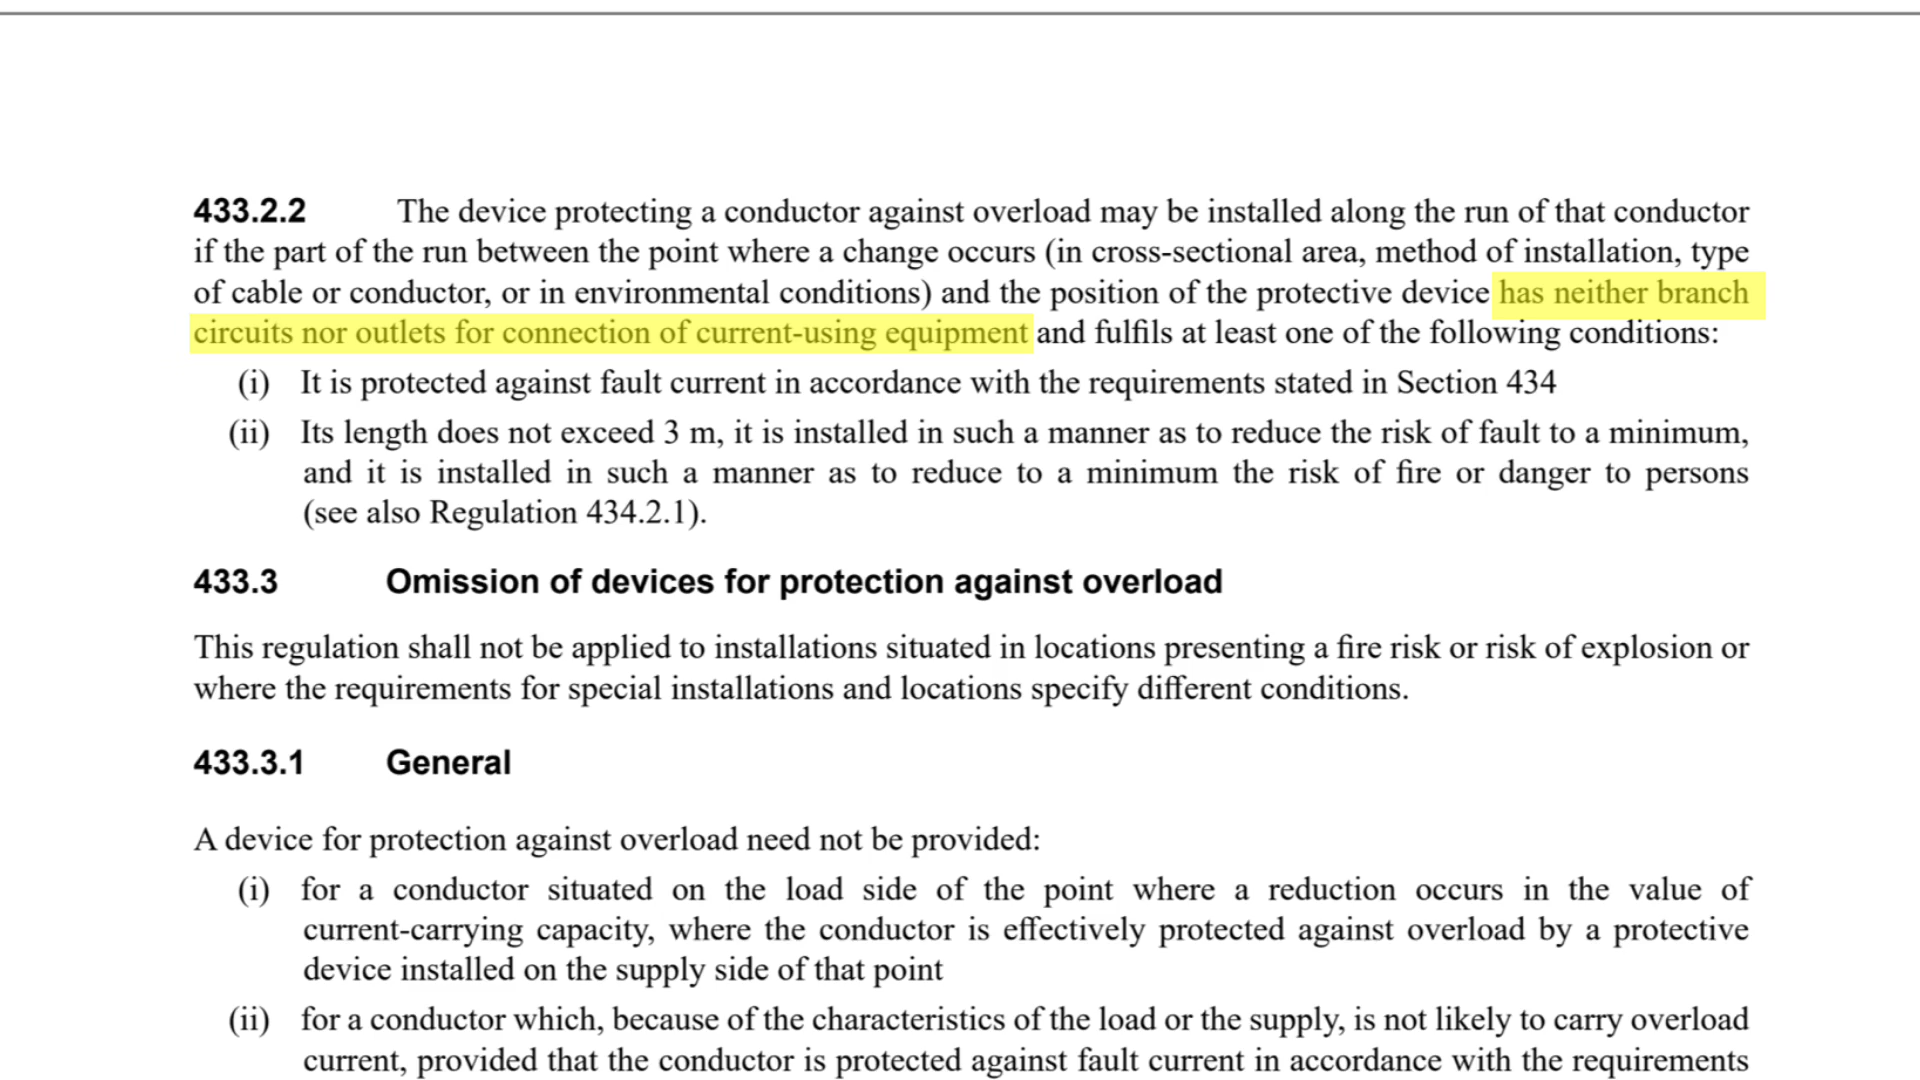 433.2.2 The device protecting a conductor against overload may be installed along the run of that conductor
if the part of the run between the point where a change occurs (in cross-sectional area, method of installation, type
of cable or conductor, or in environmental conditions) and the position of the protective device has neither branch
circuits nor outlets for connection of current-using equipment and fulfils at least one of the following conditions:
(i) It is protected against fault current in accordance with the requirements stated in Section 434
(ii) Its length does not exceed 3 m, it is installed in such a manner as to reduce the risk of fault to a minimum,
and it is installed in such a manner as to reduce to a minimum the risk of fire or danger to persons
(see also Regulation 434.2.1).
433.3 Omission of devices for protection against overload
This regulation shall not be applied to installations situated in locations presenting a fire risk or risk of explosion or
where the requirements for special installations and locations specify different conditions.
433.3.1 General
A device for protection against overload need not be provided:
(i) for a conductor situated on the load side of the point where a reduction occurs in the value of
current-carrying capacity, where the conductor is effectively protected against overload by a protective
device installed on the supply side of that point
(ii) for a conductor which, because of the characteristics of the load or the supply, is not likely to carry overload
current, provided that the conductor is protected against fault current in accordance with the requirements